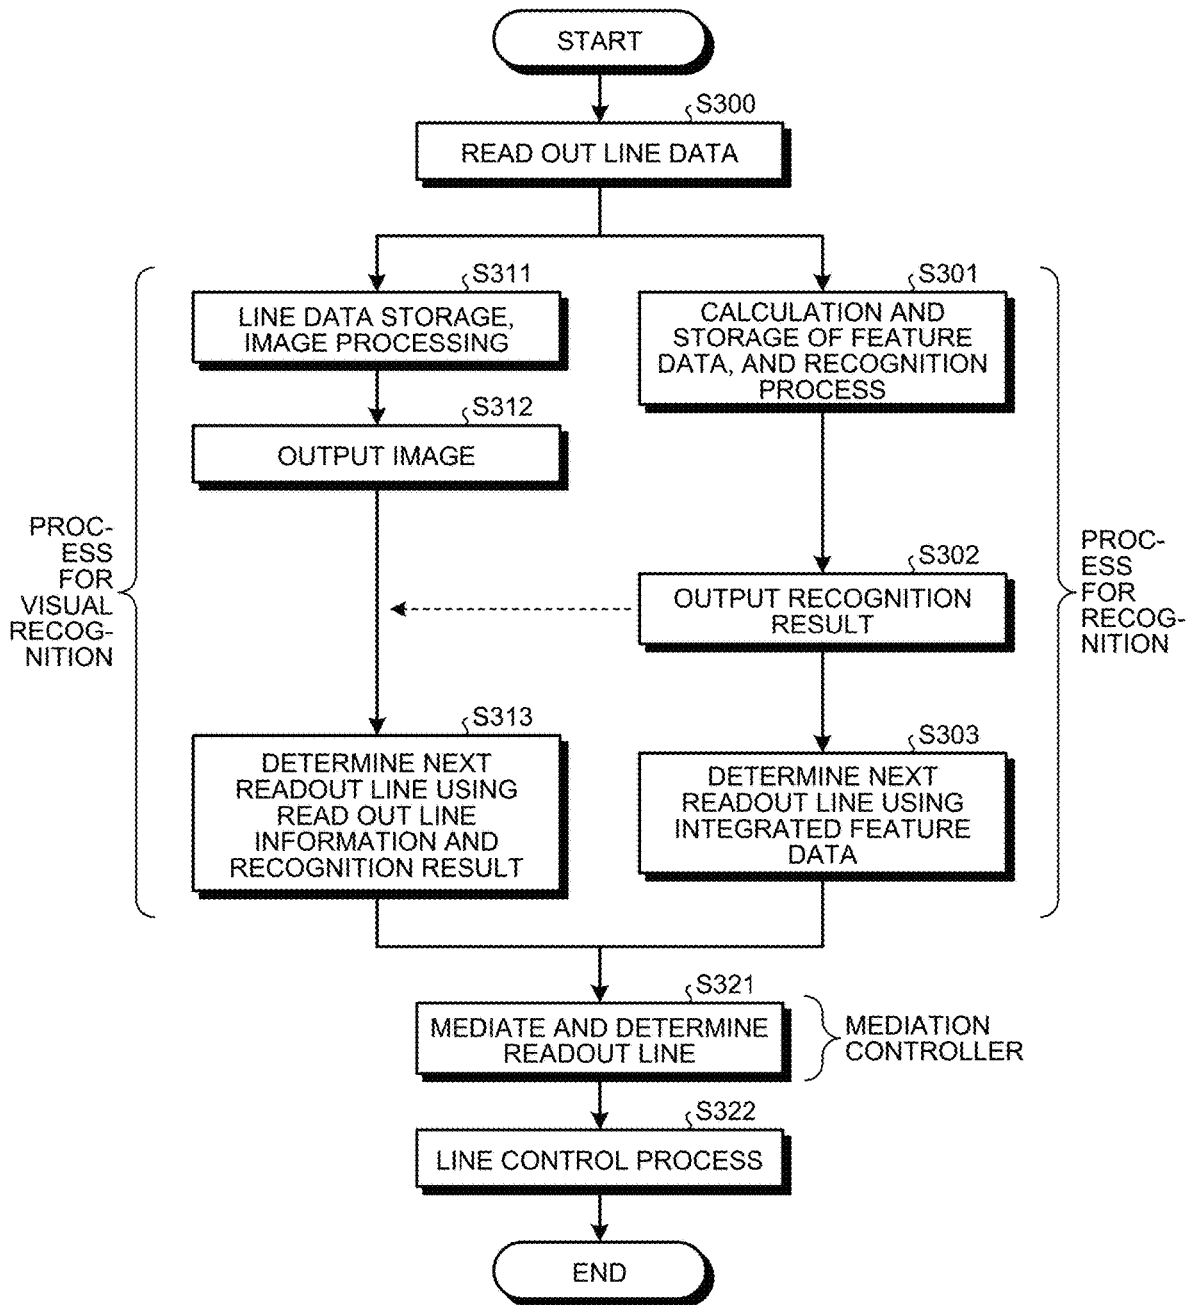 START
S300
READ OUT LINE DATA
S311
LINE DATA STORAGE,
IMAGE PROCESSING
S312
OUTPUT IMAGE
PROC-
ESS
FOR
VISUAL
RECOG-
NITION
S313
DETERMINE NEXT
READOUT LINE USING
READ OUT LINE
INFORMATION AND
RECOGNITION RESULT
S301
CALCULATION AND
STORAGE OF FEATURE
DATA, AND RECOGNITION
PROCESS
S302
OUTPUT RECOGNITION
RESULT
PROC-
ESS
FOR
RECOG-
NITION
S303
DETERMINE NEXT
READOUT LINE USING
INTEGRATED FEATURE
DATA
S321
MEDIATE AND DETERMINE
READOUT LINE
MEDIATION
CONTROLLER
S322
LINE CONTROL PROCESS
END